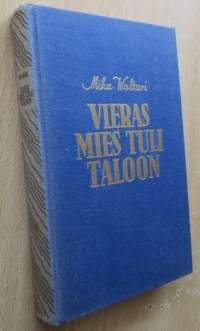 Mika Waltari
VIERAS
MIES TULI
TALOON